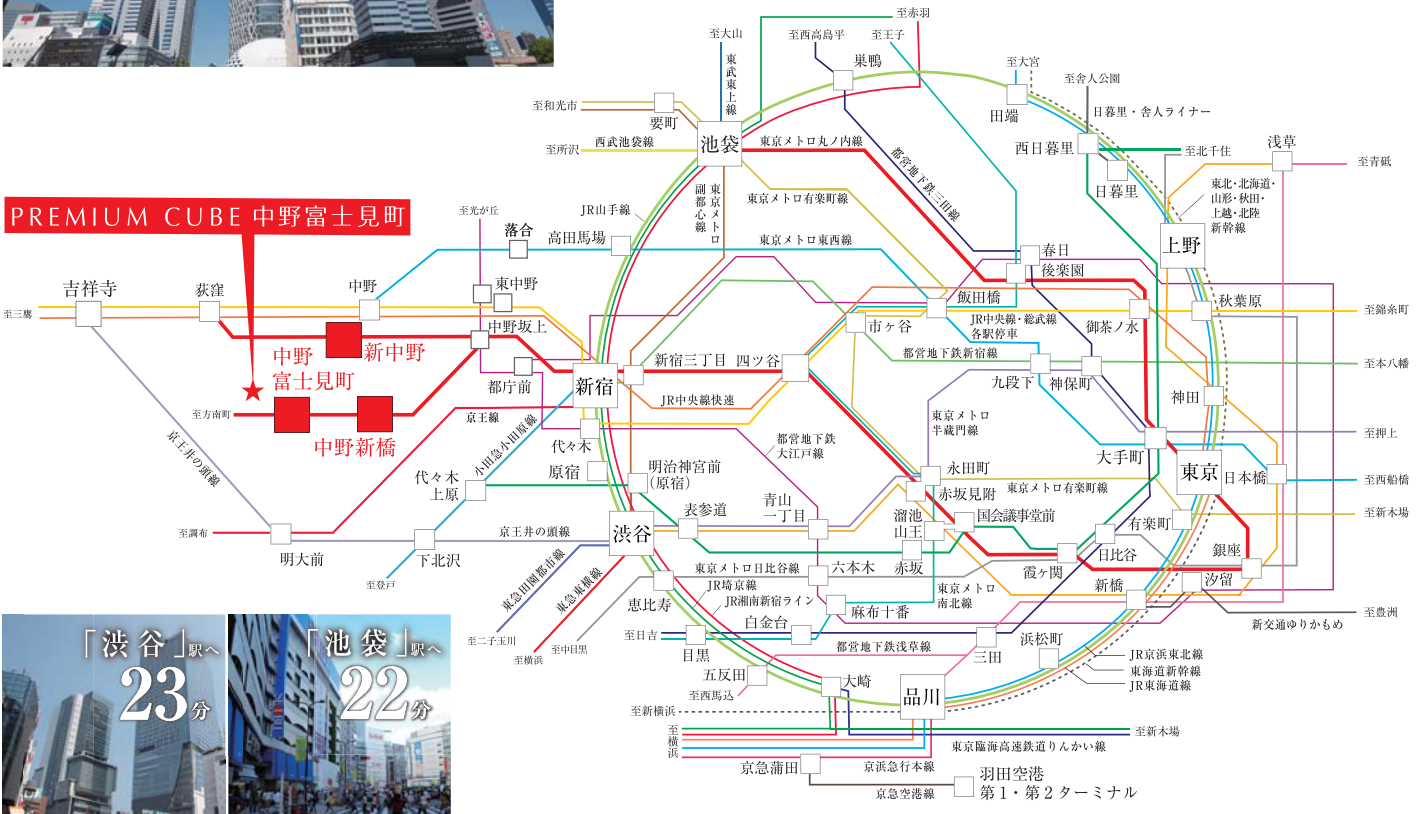 至赤羽
至大山
至西高島平
至王子
巣鴨
至大宮
東武東上線
至舎人公園
至和光市
要町
田端
日暮里・舎人ライナー
池袋
西武池袋線
至所沢
東京メトロ丸ノ内線
都営地下鉄三田線
西日暮里
至北千住
浅草
至青砥
日暮里
東京メトロ
副都心線
東京メトロ有楽町線
東北・北海道・
山形・秋田・
上越・北陸
新幹線
PREMIUM CUBE 中野富士見町
至光が丘
JR山手線
落合
高田馬場
東京メトロ東西線
春日
後楽園
上野
吉祥寺
荻窪
中野
東中野
飯田橋
秋葉原
至三鷹
中野坂上
市ヶ谷
JR中央線・総武線
各駅停車
御茶ノ水
至錦糸町
中野
富士見町
新中野
都庁前
新宿
新宿三丁目
四ツ谷
都営地下鉄新宿線
九段下
神保町
至本八幡
至方南町
中野新橋
京王線
JR中央線快速
神田
京王井の頭線
小田急小田原線
代々木
都営地下鉄
大江戸線
東京メトロ
半蔵門線
至押上
大手町
東京
日本橋
代々木
上原
原宿
明治神宮前
(原宿)
永田町
東京メトロ有楽町線
至西船橋
赤坂見附
青山
一丁目
表参道
溜池
山王
国会議事堂前
有楽町
至新木場
至調布
明大前
京王井の頭線
下北沢
渋谷
日比谷
銀座
至登戸
東急田園都市線
東急東横線
東京メトロ日比谷線
六本木
赤坂
霞ヶ関
汐留
恵比寿
JR埼京線
JR湘南新宿ライン
東京メトロ
南北線
新橋
麻布十番
新交通ゆりかもめ
至豊洲
至二子玉川
至横浜
至中目黒
至日吉
目黒
白金台
都営地下鉄浅草線
三田
浜松町
JR京浜東北線
東海道新幹線
JR東海道線
五反田
至西馬込
大崎
品川
至新横浜
至横浜
至新木場
東京臨海高速鉄道りんかい線
京急蒲田
京浜急行本線
京急空港線
羽田空港
第1・第2ターミナル
「渋谷」駅へ
23分
「池袋」駅へ
22分